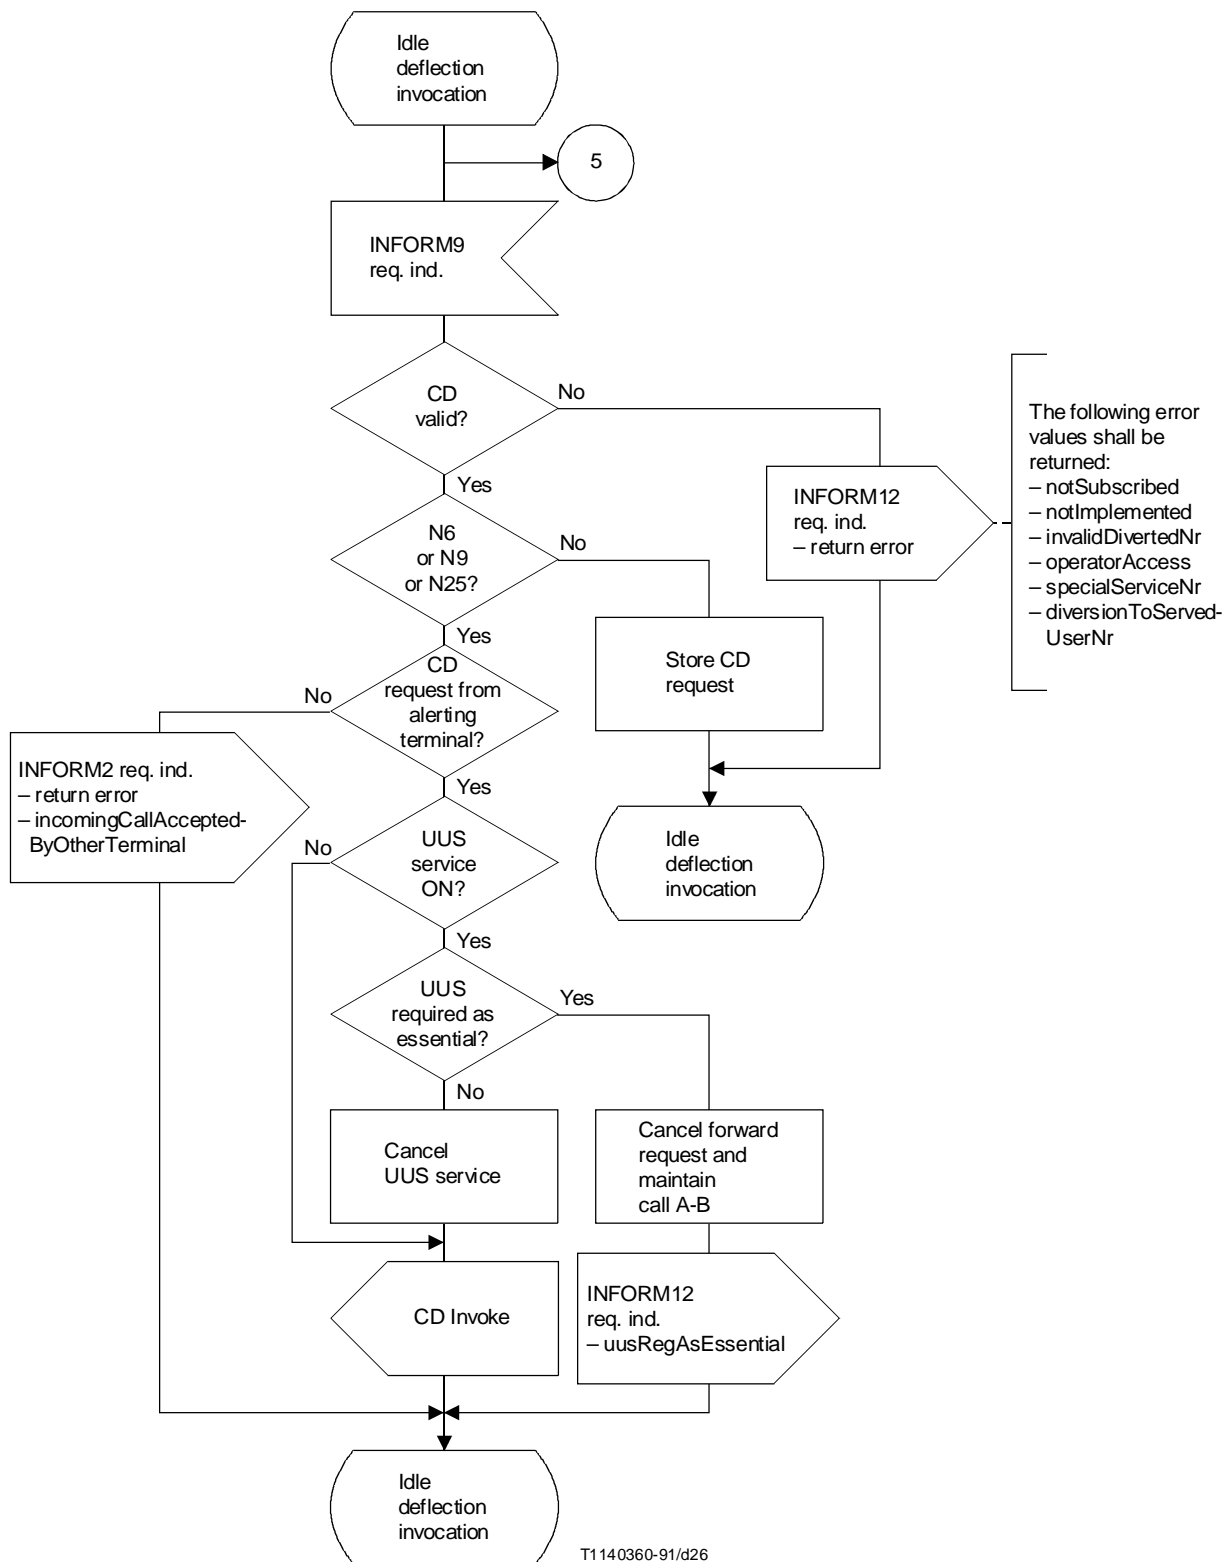 Idle
deflection
invocation
5
INFORM9
req. ind.
CD
valid?
No
Yes
The following error
values shall be
returned:
– notSubscribed
– notImplemented
– invalidDivertedNr
– operatorAccess
– specialServiceNr
– diversionToServed-
UserNr
INFORM12
req. ind.
– return error
N6
or N9
or N25?
No
Yes
Store CD
request
CD
request from
alerting
terminal?
No
Yes
INFORM2 req. ind.
– return error
– incomingCallAccepted-
ByOtherTerminal
Idle
deflection
invocation
UUS
service
ON?
No
Yes
UUS
required as
essential?
Yes
No
Cancel
UUS service
Cancel forward
request and
maintain
call A-B
CD Invoke
INFORM12
req. ind.
– uusRegAsEssential
Idle
deflection
invocation
T1140360-91/d26